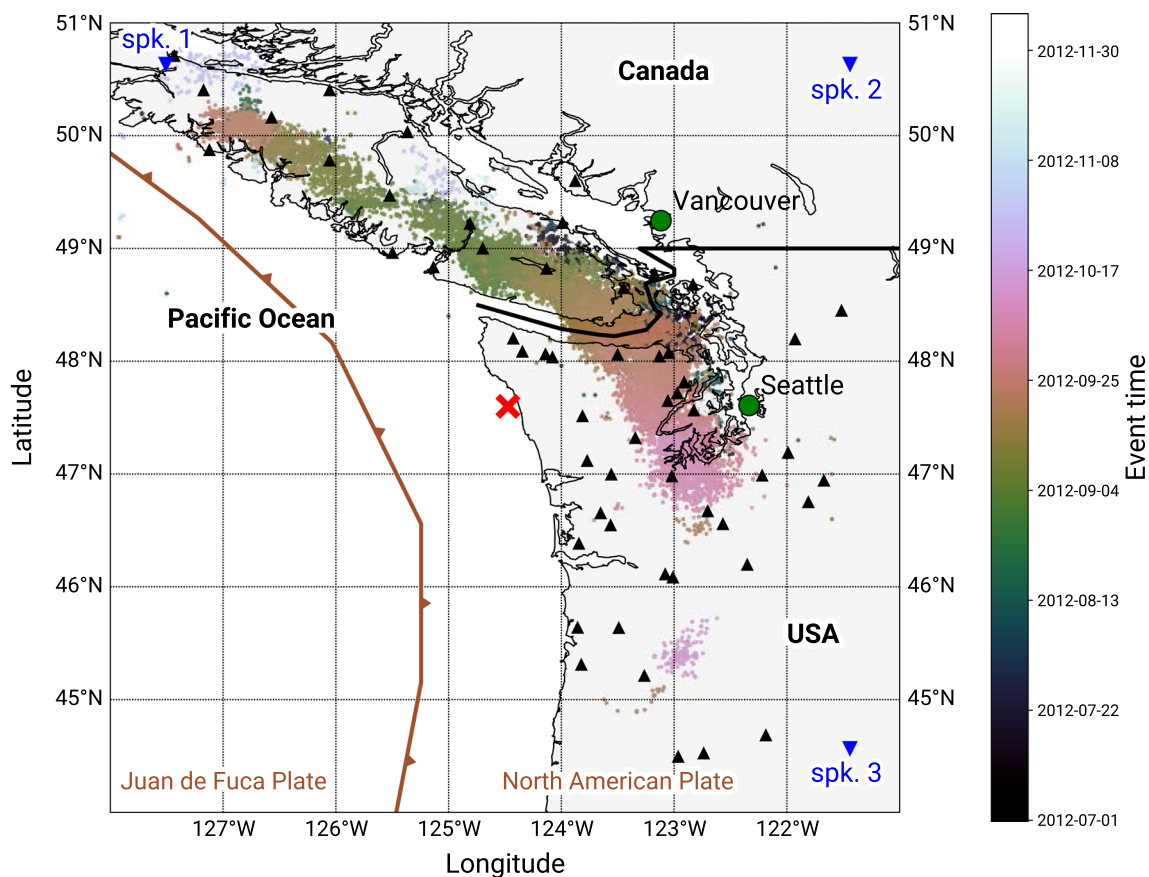 51°N
51°N
spk. 1
Canada
spk. 2
2012-11-30
50°N
50°N
2012-11-08
Vancouver
49°N
49°N
2012-10-17
Pacific Ocean
48°N
48°N
2012-09-25
Seattle
Latitude
Event time
47°N
47°N
2012-09-04
46°N
46°N
2012-08-13
USA
45°N
45°N
2012-07-22
spk. 3
Juan de Fuca Plate
North American Plate
2012-07-01
127°W
126°W
125°W
124°W
123°W
122°W
Longitude